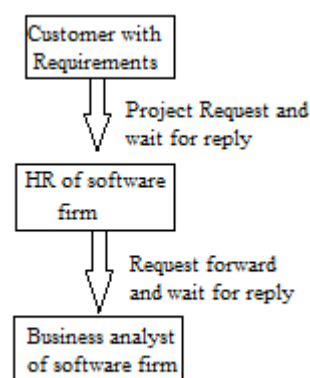 Customer with
Requirements
Project Request and
wait for reply
HR of software
firm
Request forward
and wait for reply
Business analyst
of software firm